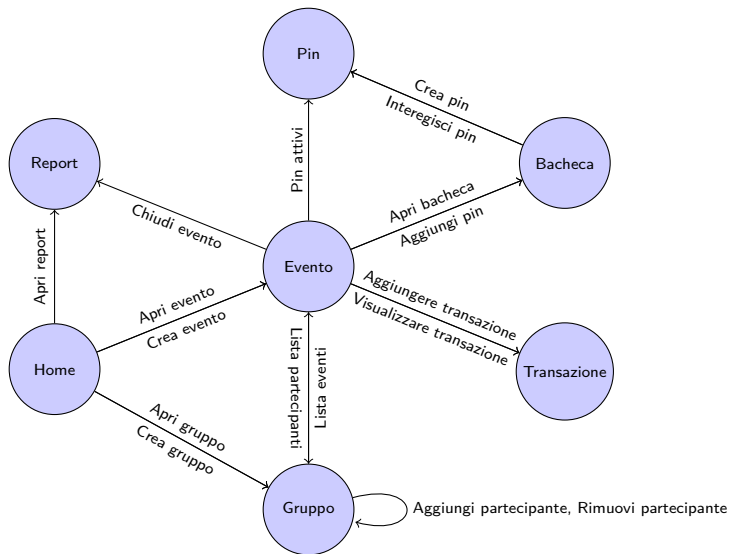 Pin
Crea pin
Interegisci pin
Pin attivi
Report
Bacheca
Apri bacheca
Aggiungi pin
Chiudi evento
Apri report
Evento
Aggiungere transazione
Visualizzare transazione
Apri evento
Crea evento
Home
Transazione
Lista partecipanti
Lista eventi
Apri gruppo
Crea gruppo
Gruppo
Aggiungi partecipante, Rimuovi partecipante